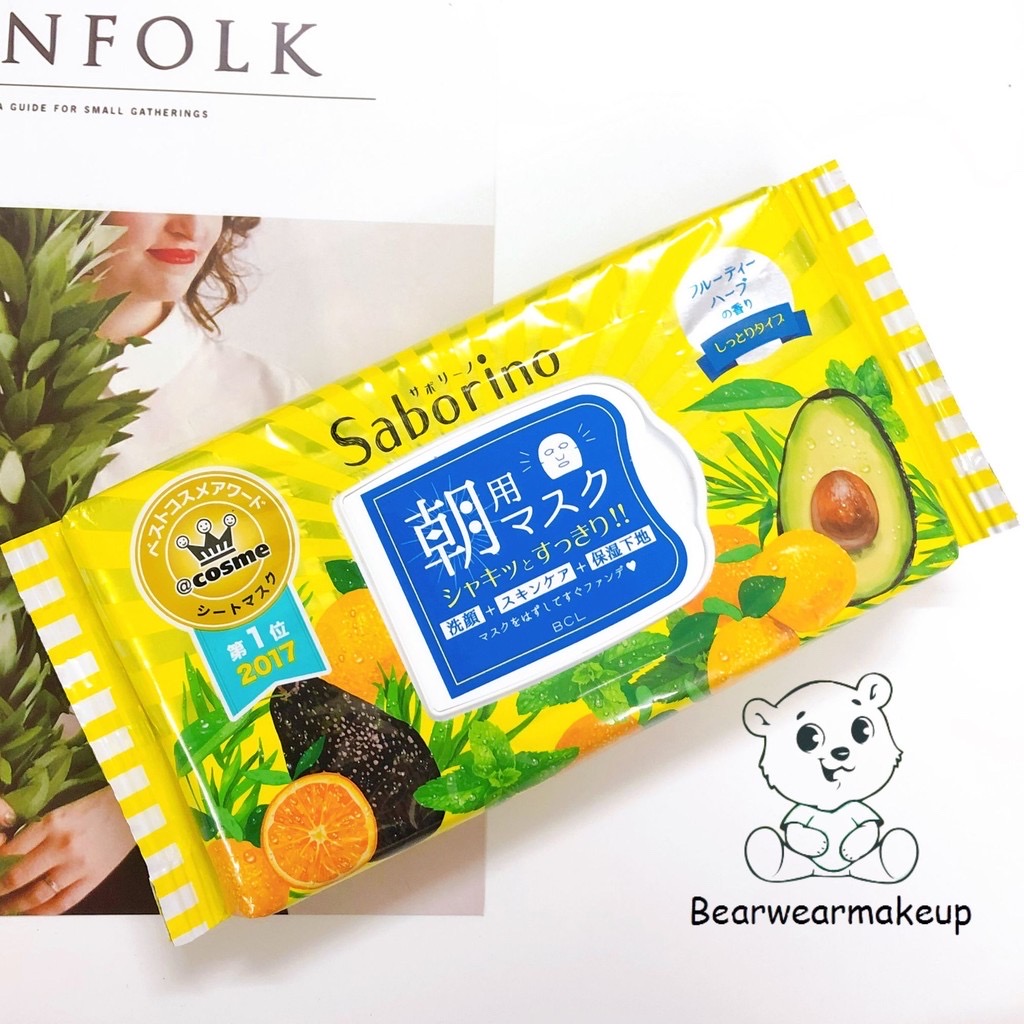 NFOLK
A GUIDE FOR SMALL GATHERINGS
フルーティー
ハーブ
の香り
しっとりタイプ
サボリーノ
Saborino
朝用マスク
シャキッとすっきり!!
洗顔+スキンケア+保湿下地
マスクをはずしてすぐファンデ♥
BCL
ベストコスメアワード
@cosme
シートマスク
第1位
2017
Bearwearmakeup